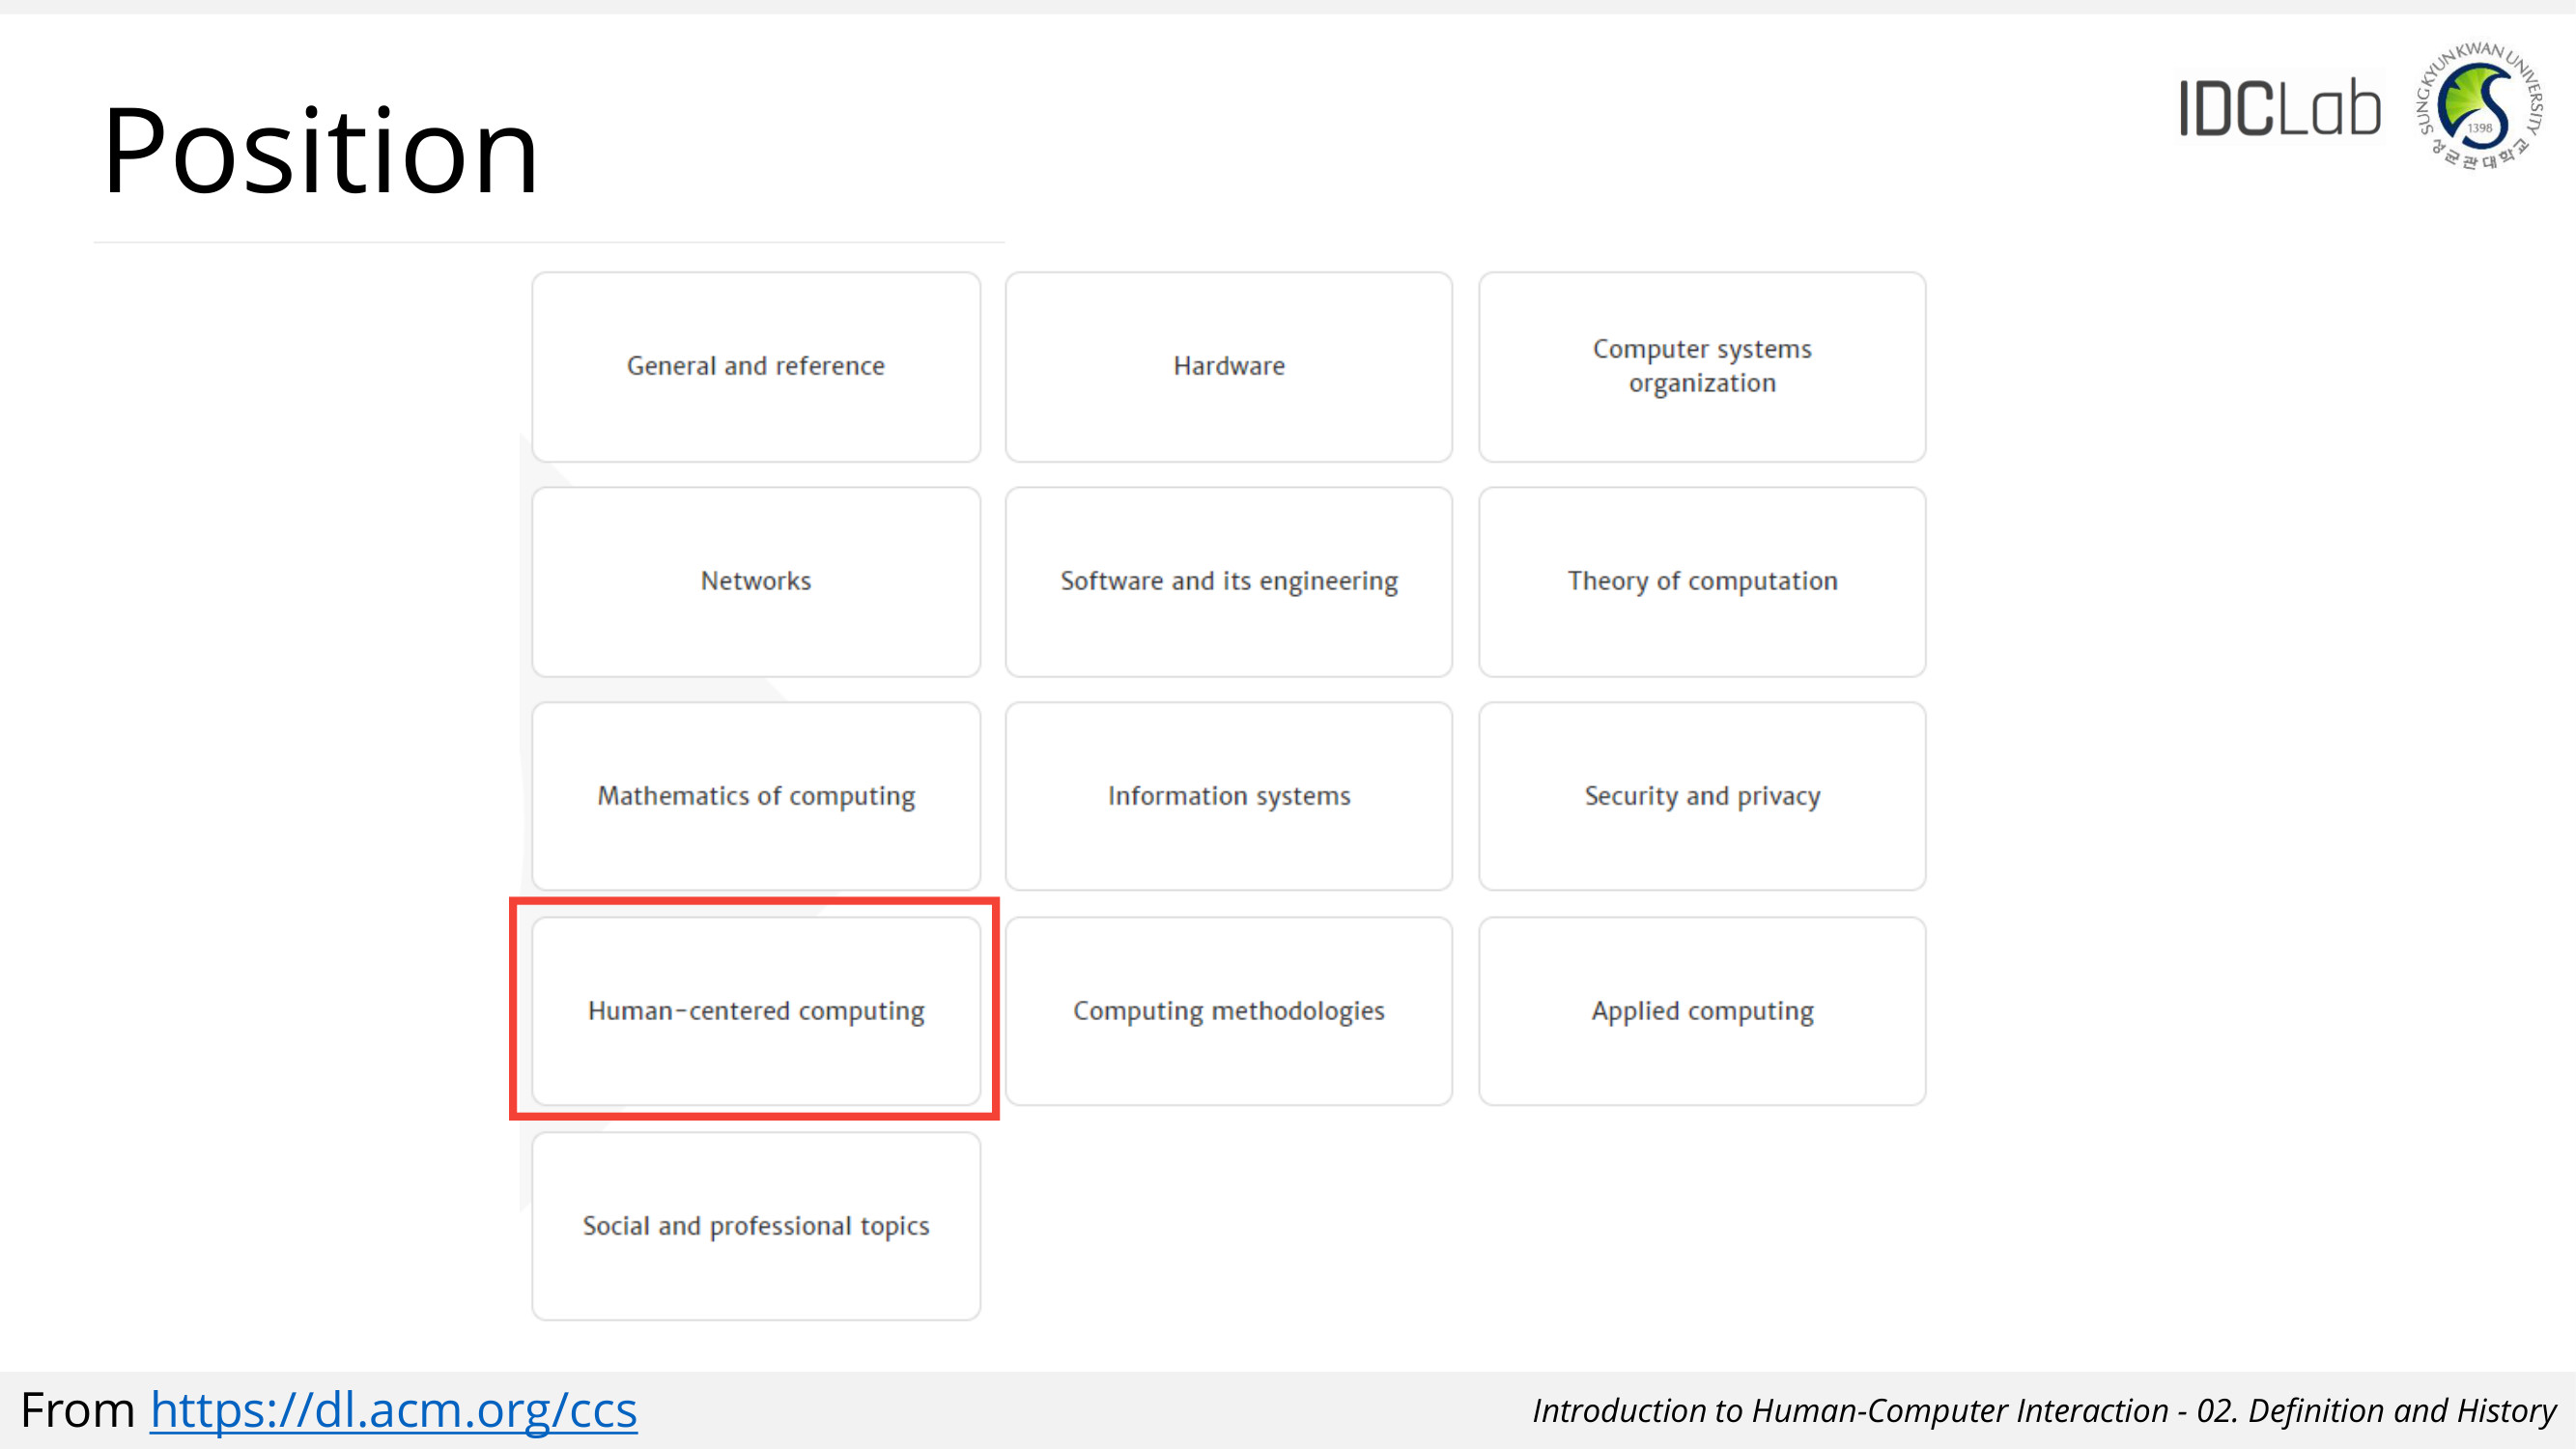 Position
IDCLab
SUNGKYUNKWAN UNIVERSITY
1398
성균관대학교
General and reference
Hardware
Computer systems
organization
Networks
Software and its engineering
Theory of computation
Mathematics of computing
Information systems
Security and privacy
Human-centered computing
Computing methodologies
Applied computing
Social and professional topics
From https://dl.acm.org/ccs
Introduction to Human-Computer Interaction - 02. Definition and History